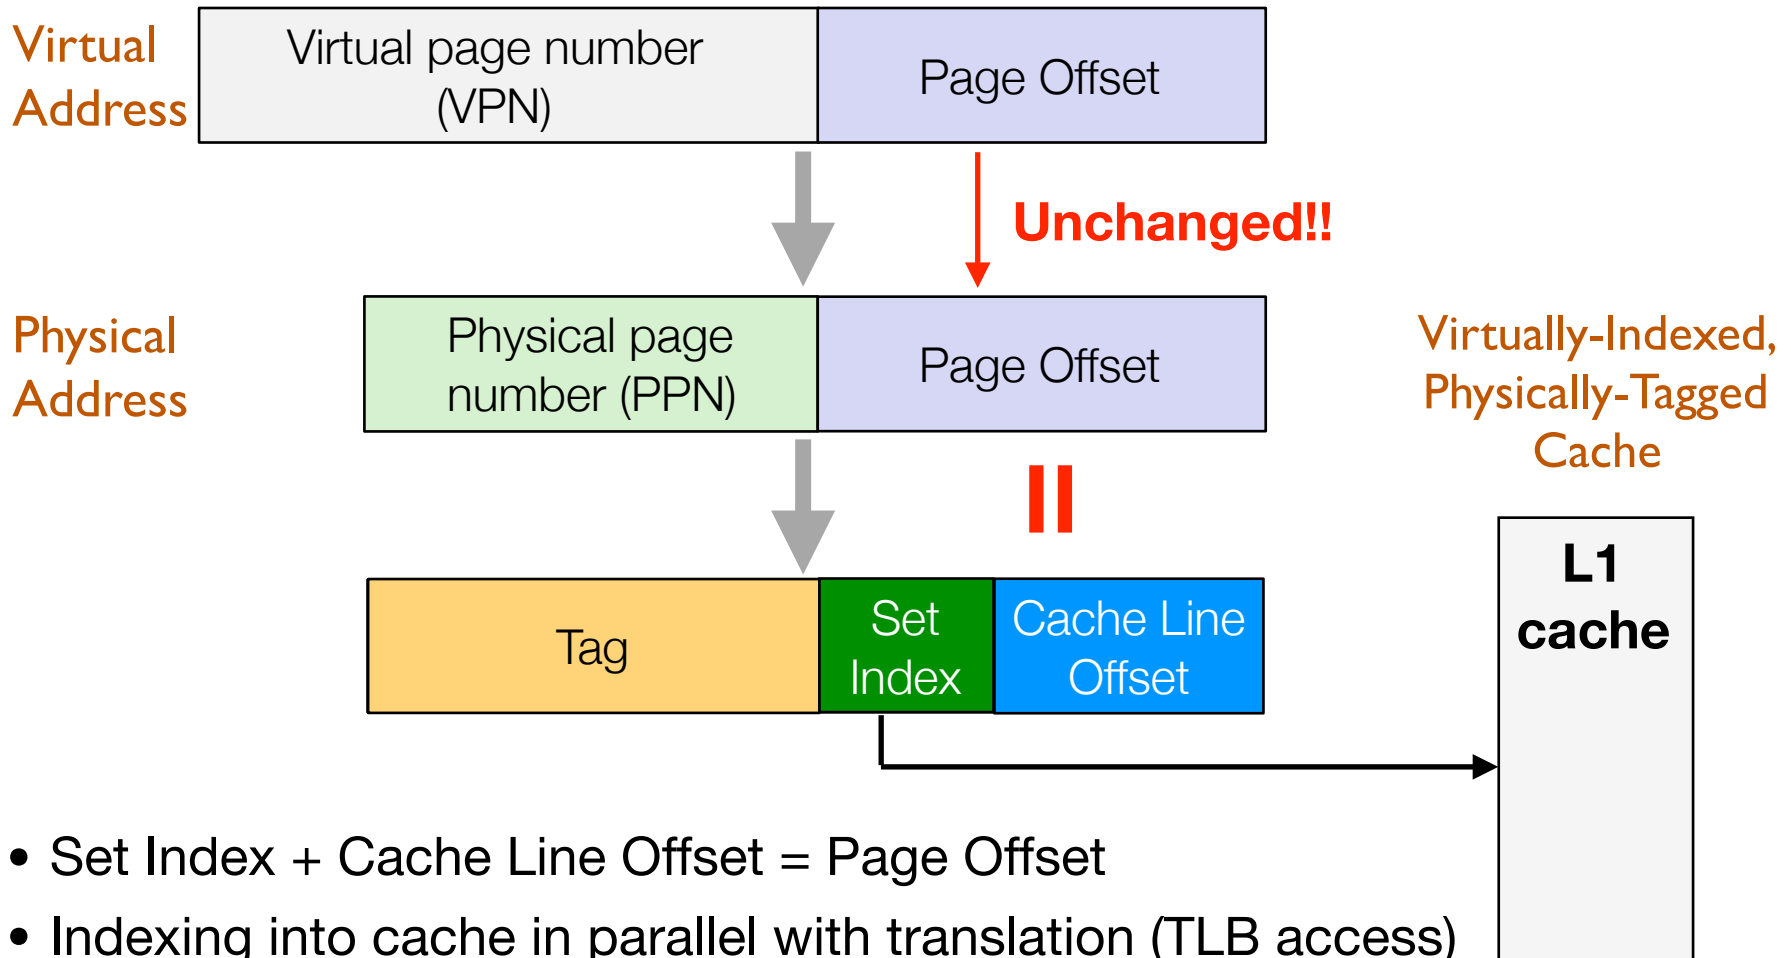 Virtual
Address
Virtual page number
(VPN)
Page Offset
Unchanged!!
Physical
Address
Physical page
number (PPN)
Page Offset
Virtually-Indexed,
Physically-Tagged
Cache
=
Tag
Set
Index
Cache Line
Offset
L1
cache
• Set Index + Cache Line Offset = Page Offset
• Indexing into cache in parallel with translation (TLB access)